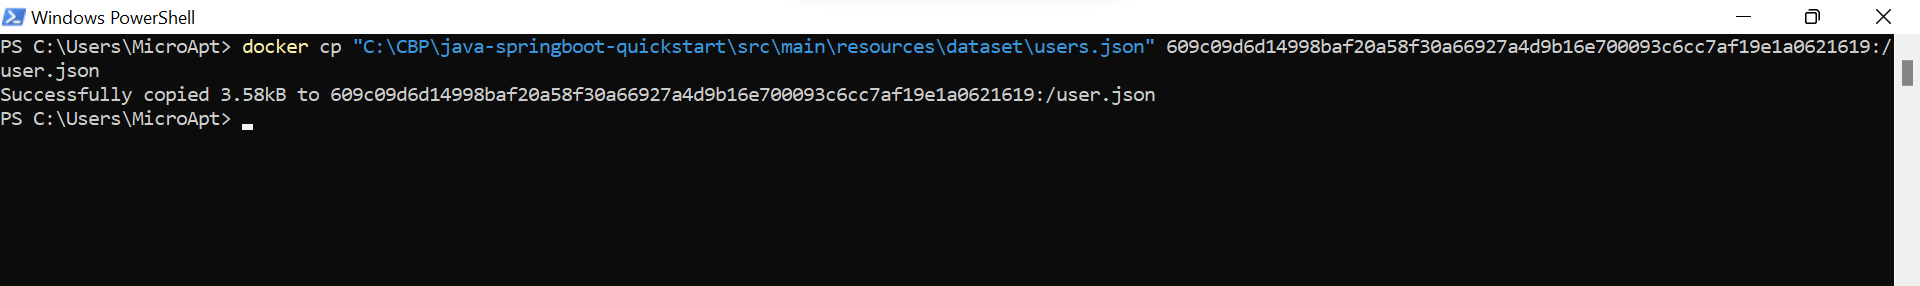 Windows PowerShell
PS C:\Users\MicroApt> docker cp "C:\CBP\java-springboot-quickstart\src\main\resources\dataset\users.json" 609c09d6d14998baf20a58f30a66927a4d9b16e700093c6cc7af19e1a0621619:/
user.json
Successfully copied 3.58kB to 609c09d6d14998baf20a58f30a66927a4d9b16e700093c6cc7af19e1a0621619:/user.json
PS C:\Users\MicroApt>